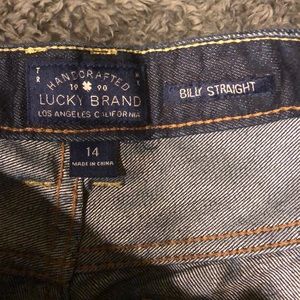 HANDCRAFTED
19 90
LUCKY BRAND
LOS ANGELES CALIFORNIA
BILLY STRAIGHT
14
MADE IN CHINA